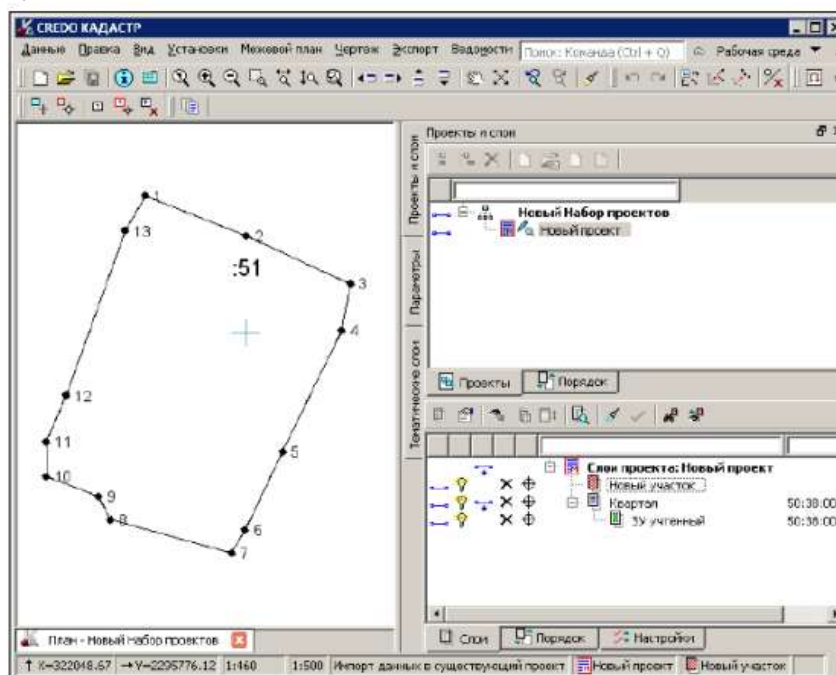 CREDO КАДАСТР
Данные Правка Вид Установки Межевой план Чертеж Экспорт Ведомости Поиск: Команда (Ctrl + Q) Рабочая среда
Проекты и слои
Проекты и слои
Параметры
Тематические слои
Новый Набор проектов
Новый проект
Проекты Порядок
Слои проекта: Новый проект
Новый участок
Квартал 50:38:00
ЗУ учтенный 50:38:00
Слои Порядок Настройки
1
13
2
:51
3
4
12
11
5
10
9
8
6
7
План - Новый Набор проектов
X=322048.67 Y=2295776.12 1:460 1:500 Импорт данных в существующий проект Новый проект Новый участок